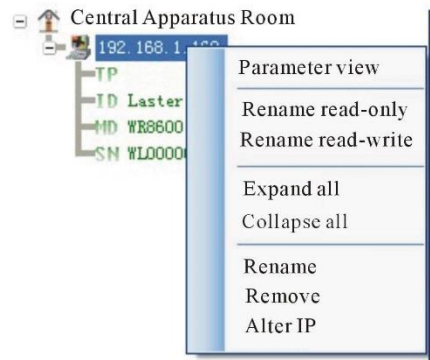 Central Apparatus Room
192.168.1.168
Parameter view
TP
Rename read-only
ID Laster
Rename read-write
MD WR8600
SN WL0000
Expand all
Collapse all
Rename
Remove
Alter IP